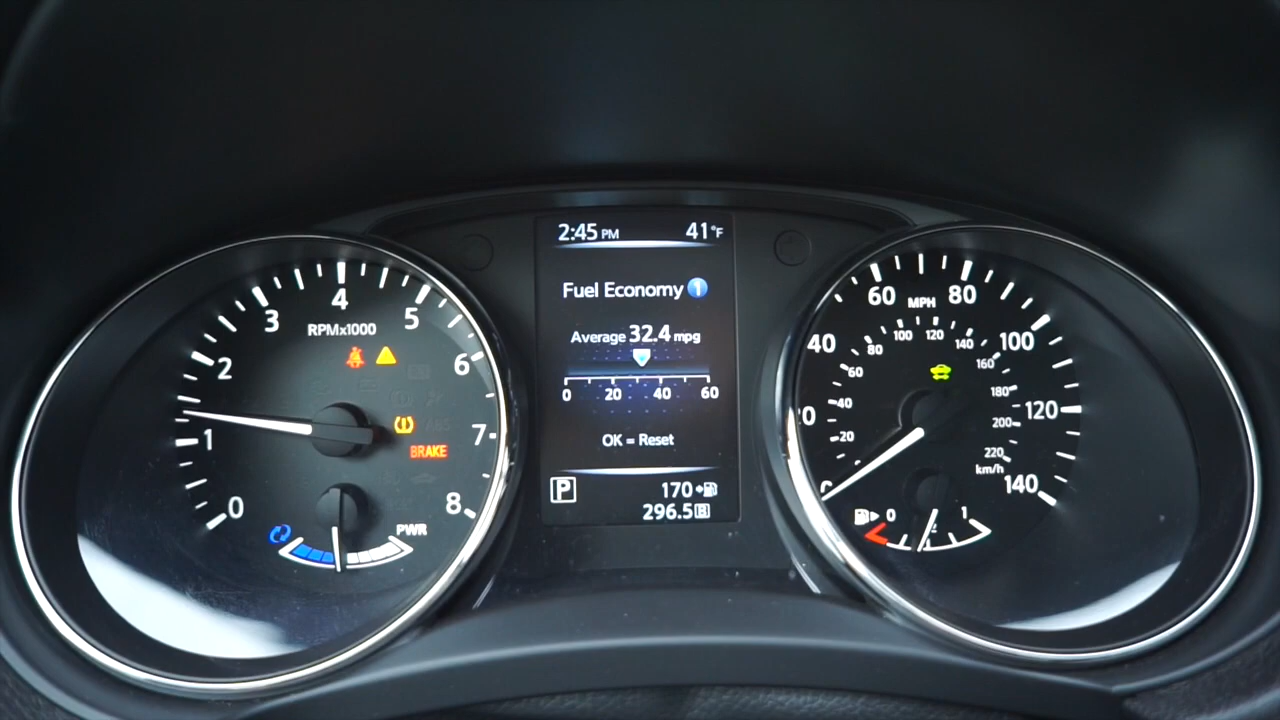 2:45 PM 41°F
Fuel Economy 1
Average 32.4 mpg
0 20 40 60
OK = Reset
P 170
296.5 B
0 1 2 3 4 5 6 7 8
RPMx1000
BRAKE
PWR
40 60 80 100 120 140
MPH
20 40 60 80 100 120 140 160 180 200 220
km/h
0 1